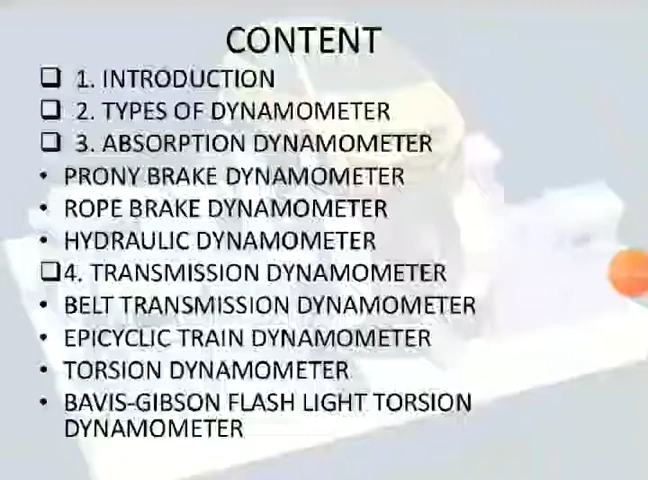 CONTENT
❑ 1. INTRODUCTION
❑ 2. TYPES OF DYNAMOMETER
❑ 3. ABSORPTION DYNAMOMETER
• PRONY BRAKE DYNAMOMETER
• ROPE BRAKE DYNAMOMETER
• HYDRAULIC DYNAMOMETER
❑4. TRANSMISSION DYNAMOMETER
• BELT TRANSMISSION DYNAMOMETER
• EPICYCLIC TRAIN DYNAMOMETER
• TORSION DYNAMOMETER
• BAVIS-GIBSON FLASH LIGHT TORSION
DYNAMOMETER